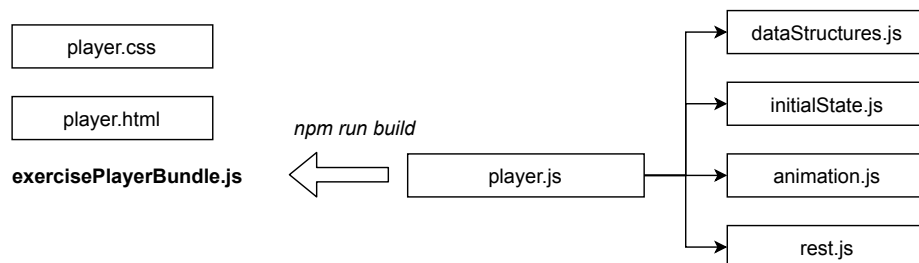 player.css
player.html
exercisePlayerBundle.js
npm run build
player.js
dataStructures.js
initialState.js
animation.js
rest.js